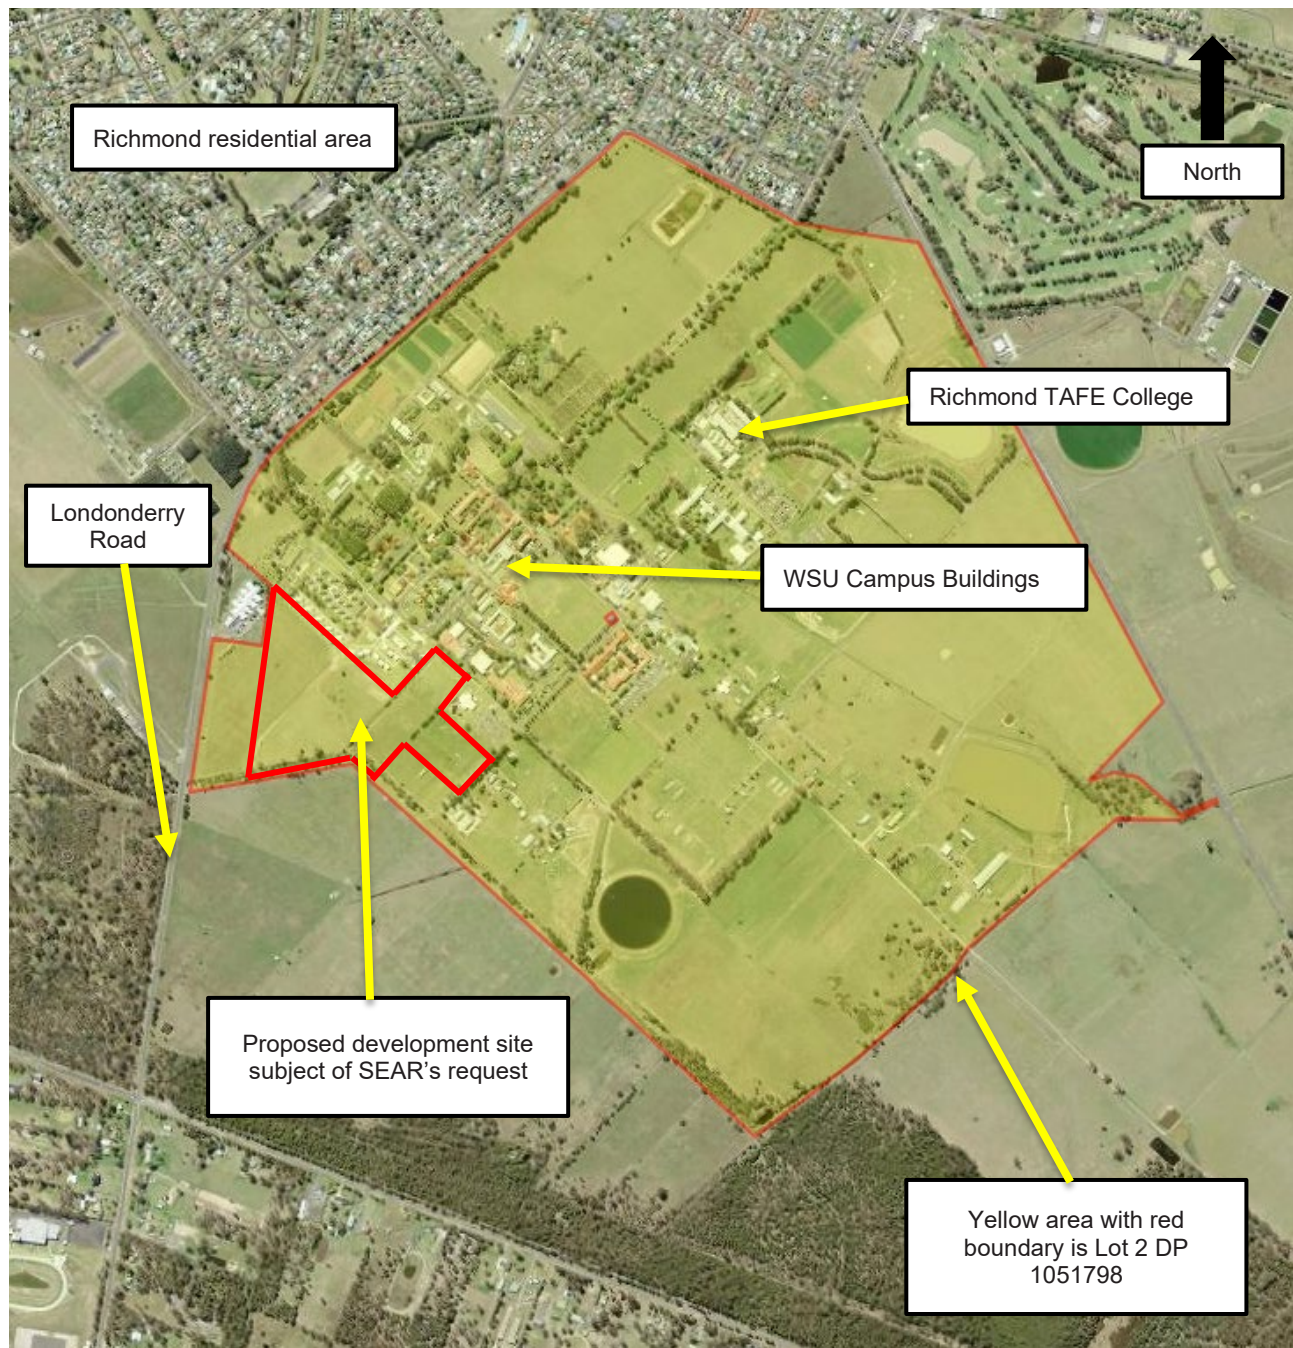 Richmond residential area
North
Richmond TAFE College
Londonderry
Road
WSU Campus Buildings
Proposed development site
subject of SEAR’s request
Yellow area with red
boundary is Lot 2 DP
1051798